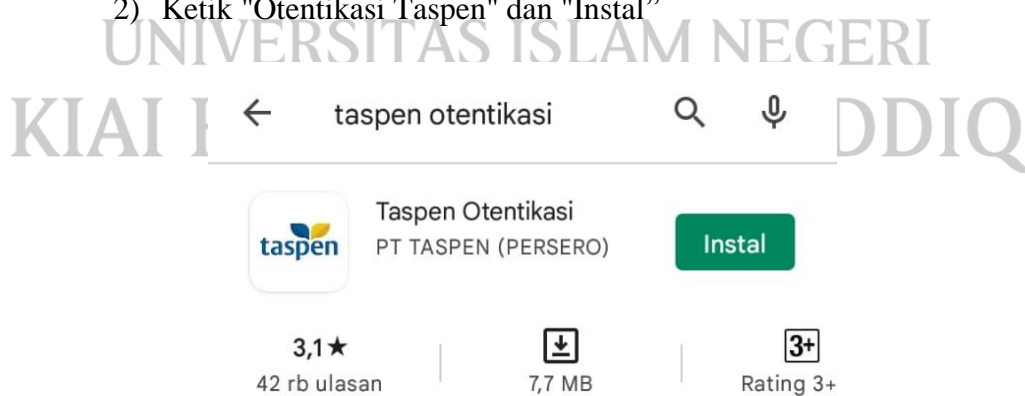 2) Ketik "Otentikasi Taspen" dan "Instal”
UNIVERSITAS ISLAM NEGERI
KIAI DDIQ
taspen otentikasi
taspen
Taspen Otentikasi
PT TASPEN (PERSERO)
Instal
3,1★
42 rb ulasan
7,7 MB
3+
Rating 3+